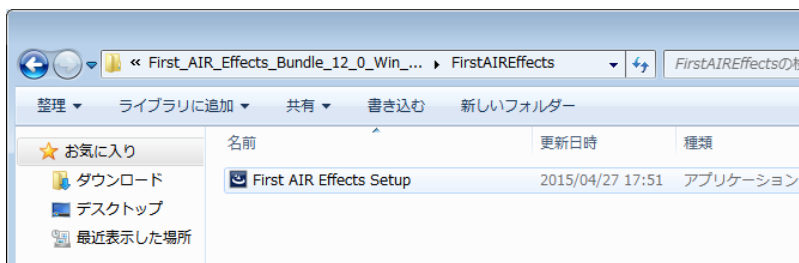 « First_AIR_Effects_Bundle_12_0_Win_... ▸ FirstAIREffects FirstAIREffectsの
整理 ▼ ライブラリに追加 ▼ 共有 ▼ 書き込む 新しいフォルダー
お気に入り 名前 更新日時 種類
ダウンロード First AIR Effects Setup 2015/04/27 17:51 アプリケーション
デスクトップ
最近表示した場所